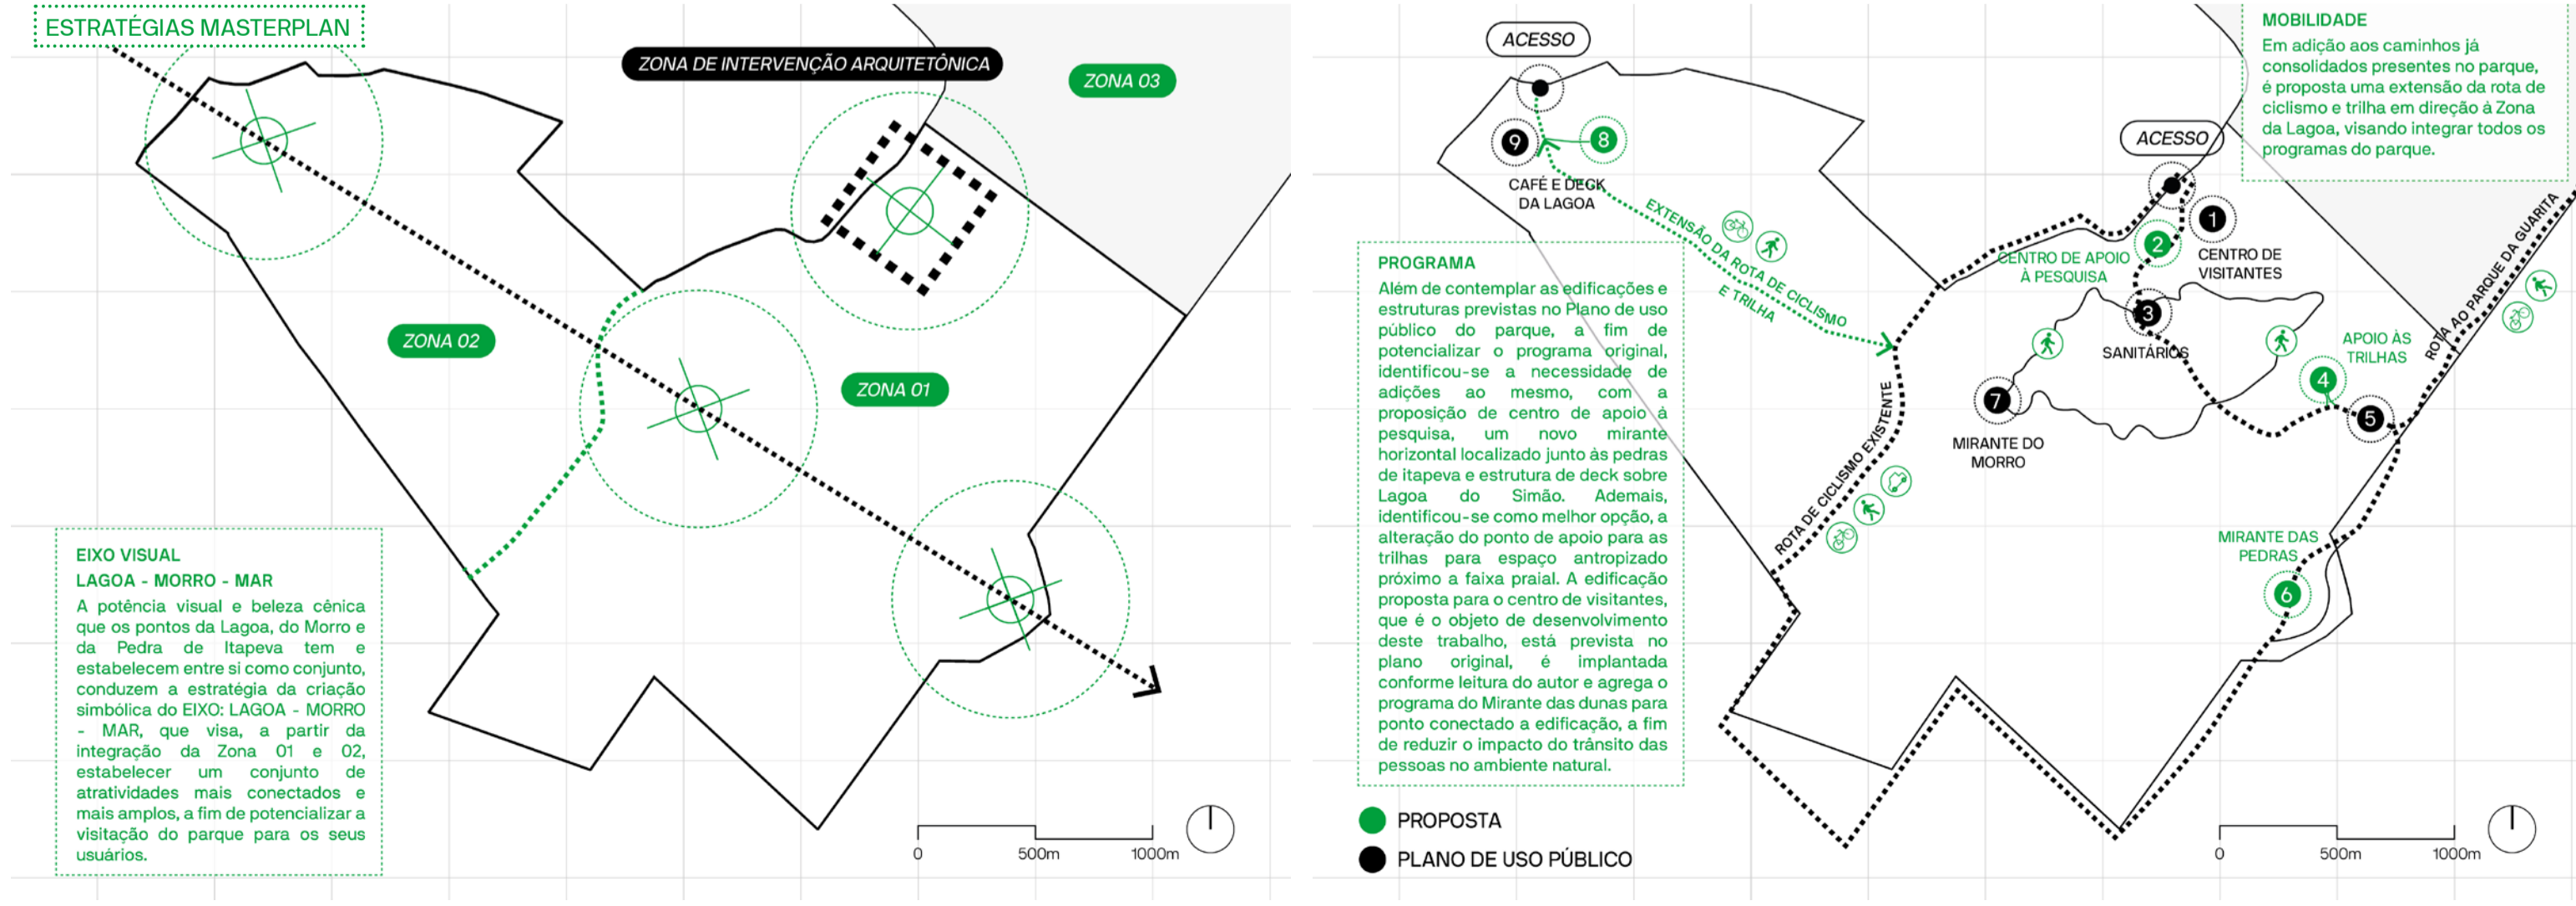 ESTRATÉGIAS MASTERPLAN
ZONA DE INTERVENÇÃO ARQUITETÔNICA
ZONA 03
ZONA 02
ZONA 01
EIXO VISUAL
LAGOA - MORRO - MAR
A potência visual e beleza cênica
que os pontos da Lagoa, do Morro e
da Pedra de Itapeva tem e
estabelecem entre si como conjunto,
conduzem a estratégia da criação
simbólica do EIXO: LAGOA - MORRO
- MAR, que visa, a partir da
integração da Zona 01 e 02,
estabelecer um conjunto de
atratividades mais conectados e
mais amplos, a fim de potencializar a
visitação do parque para os seus
usuários.
0 500m 1000m
ACESSO
9
8
CAFÉ E DECK
DA LAGOA
EXTENSÃO DA ROTA DE CICLISMO
E TRILHA
MOBILIDADE
Em adição aos caminhos já
consolidados presentes no parque,
é proposta uma extensão da rota de
ciclismo e trilha em direção à Zona
da Lagoa, visando integrar todos os
programas do parque.
ACESSO
1
CENTRO DE
VISITANTES
2
CENTRO DE APOIO
À PESQUISA
3
SANITÁRIOS
ROTA AO PARQUE DA GUARITA
APOIO ÀS
TRILHAS
4
5
7
MIRANTE DO
MORRO
ROTA DE CICLISMO EXISTENTE
MIRANTE DAS
PEDRAS
6
PROGRAMA
Além de contemplar as edificações e
estruturas previstas no Plano de uso
público do parque, a fim de
potencializar o programa original,
identificou-se a necessidade de
adições ao mesmo, com a
proposição de centro de apoio à
pesquisa, um novo mirante
horizontal localizado junto às pedras
de itapeva e estrutura de deck sobre
Lagoa do Simão. Ademais,
identificou-se como melhor opção, a
alteração do ponto de apoio para as
trilhas para espaço antropizado
próximo a faixa praial. A edificação
proposta para o centro de visitantes,
que é o objeto de desenvolvimento
deste trabalho, está prevista no
plano original, é implantada
conforme leitura do autor e agrega o
programa do Mirante das dunas para
ponto conectado a edificação, a fim
de reduzir o impacto do trânsito das
pessoas no ambiente natural.
PROPOSTA
PLANO DE USO PÚBLICO
0 500m 1000m